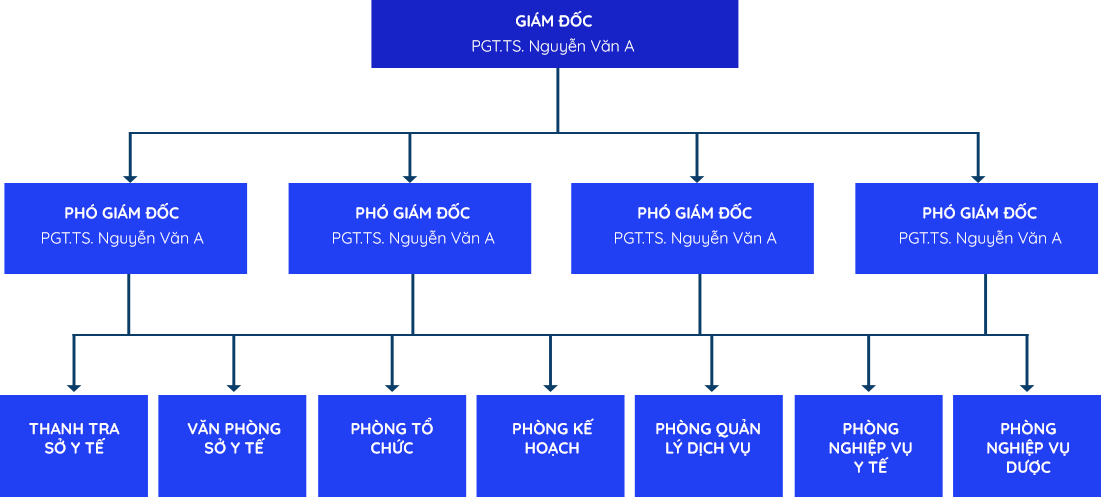 GIÁM ĐỐC
PGT.TS. Nguyễn Văn A
PHÓ GIÁM ĐỐC
PGT.TS. Nguyễn Văn A
PHÓ GIÁM ĐỐC
PGT.TS. Nguyễn Văn A
PHÓ GIÁM ĐỐC
PGT.TS. Nguyễn Văn A
PHÓ GIÁM ĐỐC
PGT.TS. Nguyễn Văn A
THANH TRA
SỞ Y TẾ
VĂN PHÒNG
SỞ Y TẾ
PHÒNG TỔ
CHỨC
PHÒNG KẾ
HOẠCH
PHÒNG QUẢN
LÝ DỊCH VỤ
PHÒNG
NGHIỆP VỤ
Y TẾ
PHÒNG
NGHIỆP VỤ
DƯỢC